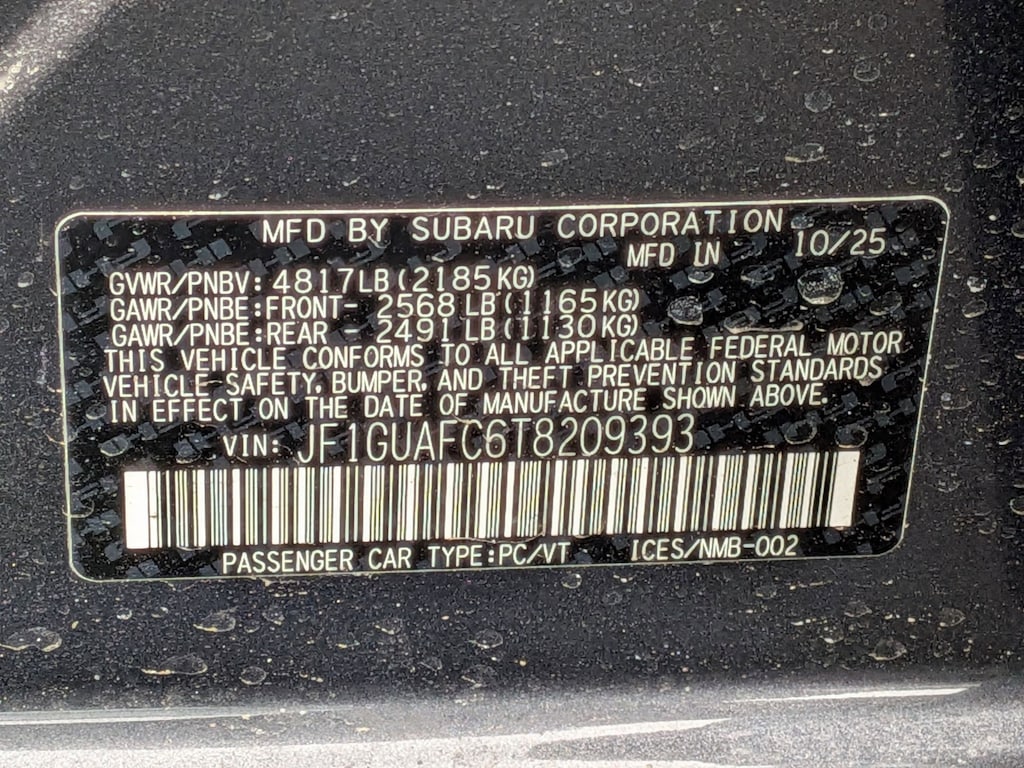 MFD BY SUBARU CORPORATION
MFD IN 10/25
GVWR/PNBV: 4817LB (2185KG)
GAWR/PNBE:FRONT- 2568 LB (1165KG)
GAWR/PNBE:REAR - 2491 LB (1130KG)
THIS VEHICLE CONFORMS TO ALL APPLICABLE FEDERAL MOTOR
VEHICLE SAFETY, BUMPER, AND THEFT PREVENTION STANDARDS
IN EFFECT ON THE DATE OF MANUFACTURE SHOWN ABOVE.
VIN: JF1GUAFC6T8209393
PASSENGER CAR TYPE:PC/VT ICES/NMB-002